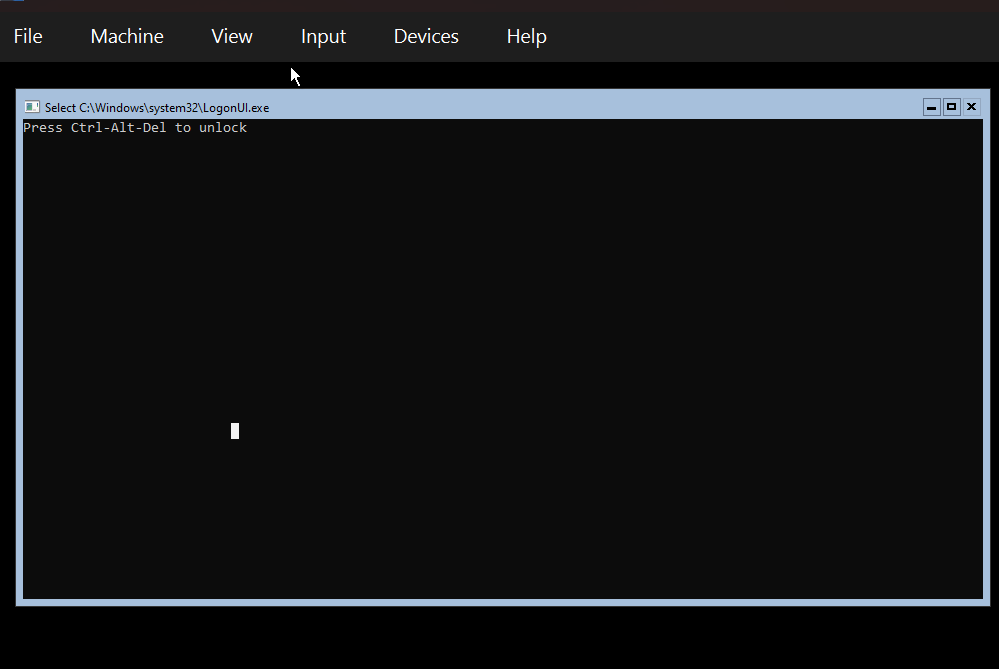 File Machine View Input Devices Help
Select C:\Windows\system32\LogonUI.exe
Press Ctrl-Alt-Del to unlock